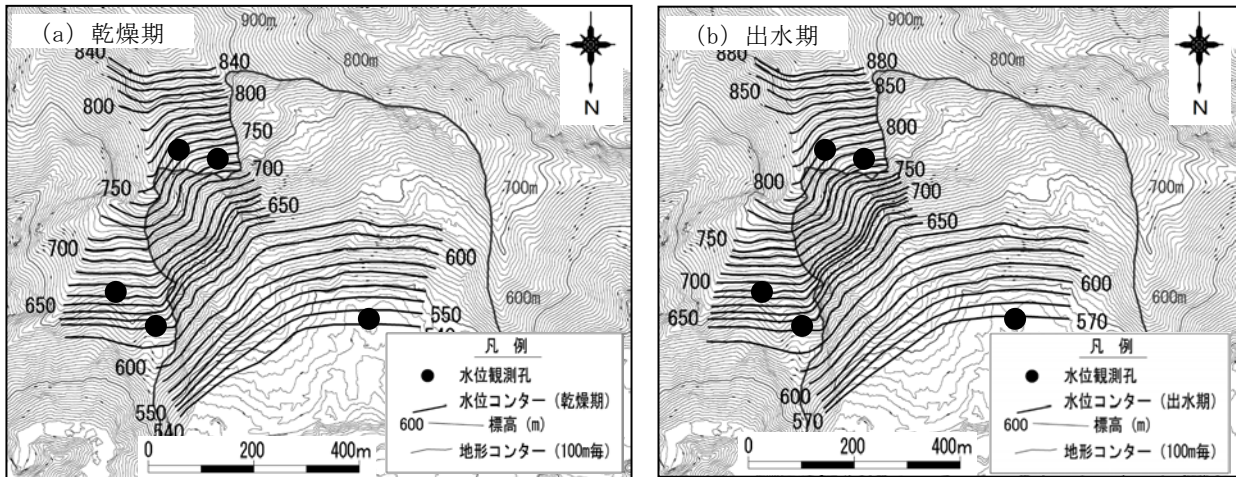 (a) 乾燥期
900m
800m
N
840
840
800
800
750
700
750
650
700m
700
600
650
600m
550
540
600
550
540
凡 例
水位観測孔
水位コンター (乾燥期)
600 標高 (m)
地形コンター (100m毎)
0 200 400m
(b) 出水期
900m
800m
N
880
880
850
850
800
750
800
700
650
700m
750
700
600
650
600m
570
600
570
凡 例
水位観測孔
水位コンター (出水期)
600 標高 (m)
地形コンター (100m毎)
0 200 400m